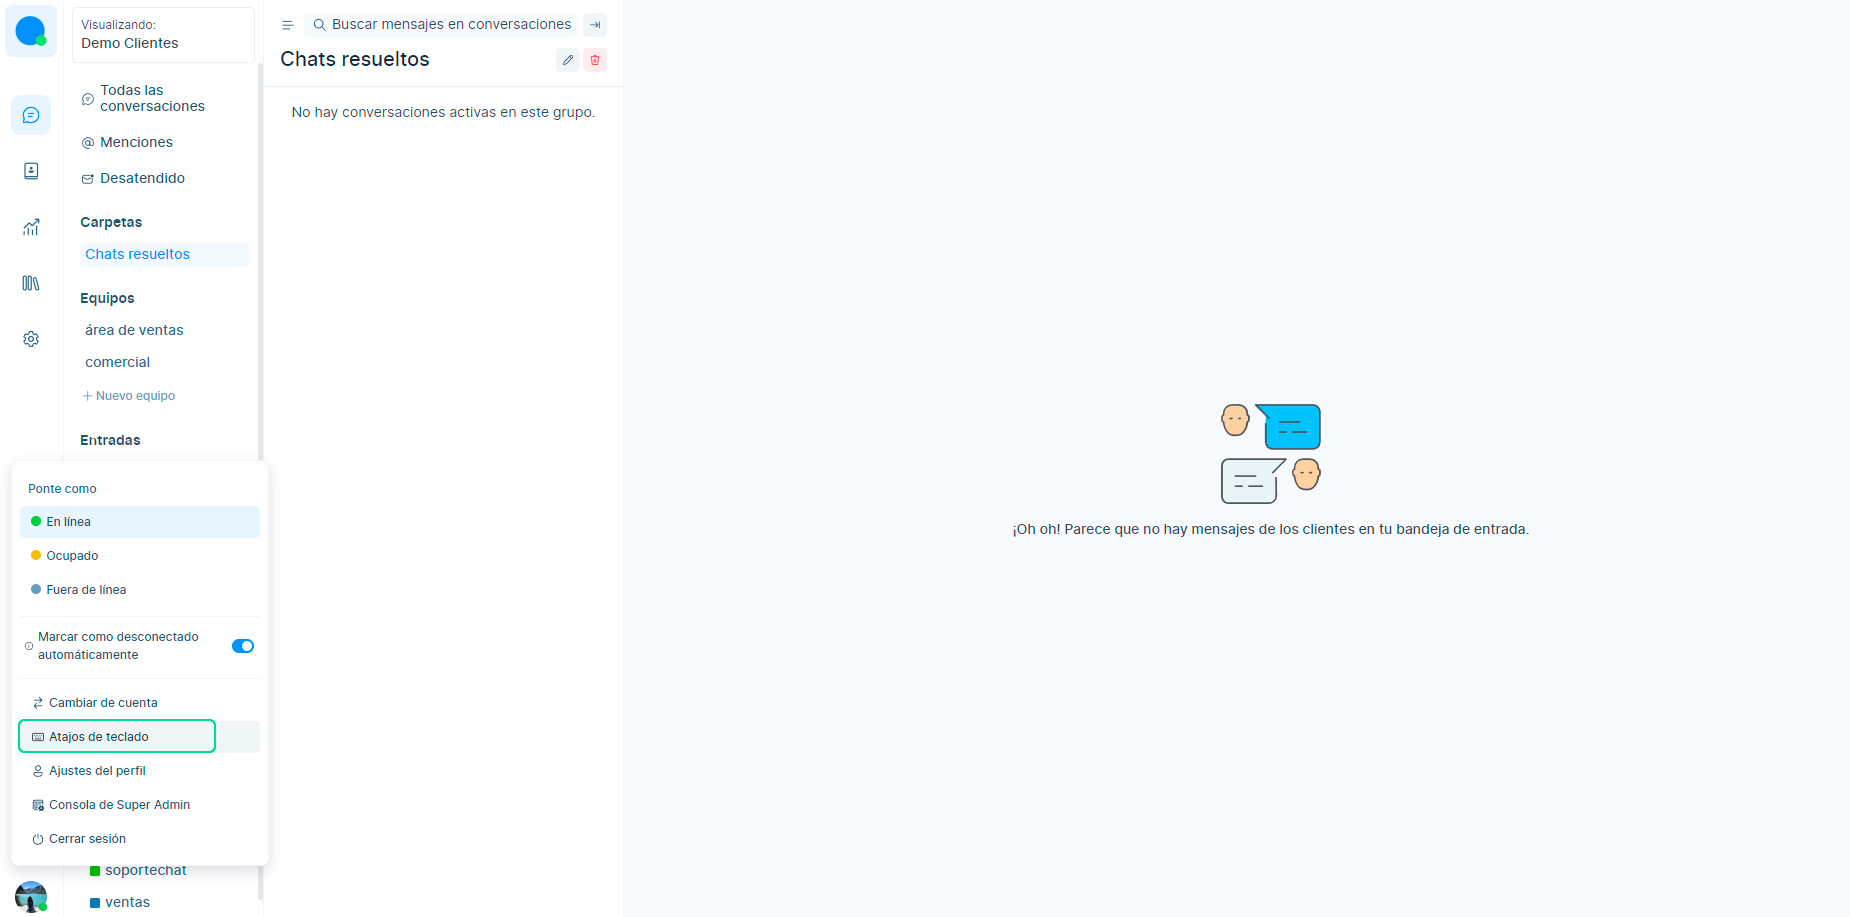 Visualizando:
Demo Clientes
Todas las
conversaciones
Menciones
Desatendido
Carpetas
Chats resueltos
Equipos
área de ventas
comercial
+ Nuevo equipo
Entradas
Ponte como
En línea
Ocupado
Fuera de línea
Marcar como desconectado
automáticamente
Cambiar de cuenta
Atajos de teclado
Ajustes del perfil
Consola de Super Admin
Cerrar sesión
soportechat
ventas
Buscar mensajes en conversaciones
Chats resueltos
No hay conversaciones activas en este grupo.
¡Oh oh! Parece que no hay mensajes de los clientes en tu bandeja de entrada.